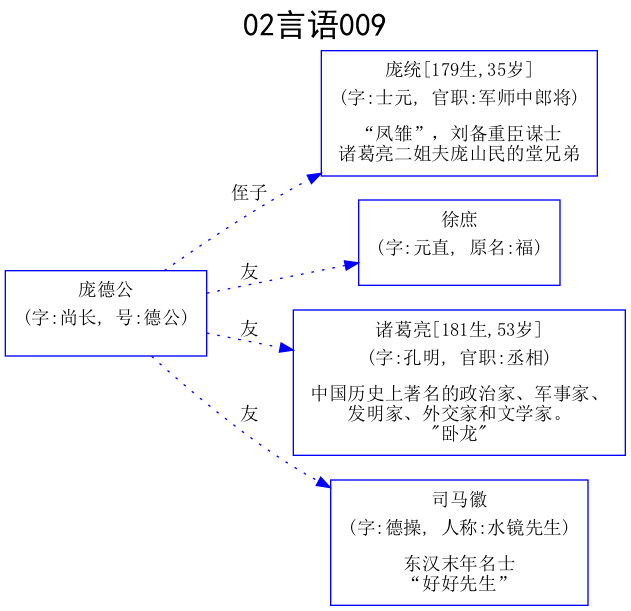 02言语009
庞统[179生,35岁]
(字:士元, 官职:军师中郎将)
“凤雏”，刘备重臣谋士
诸葛亮二姐夫庞山民的堂兄弟
侄子
徐庶
(字:元直, 原名:福)
友
庞德公
(字:尚长, 号:德公)
友
诸葛亮[181生,53岁]
(字:孔明, 官职:丞相)
中国历史上著名的政治家、军事家、
发明家、外交家和文学家。
"卧龙"
友
司马徽
(字:德操, 人称:水镜先生)
东汉末年名士
“好好先生”